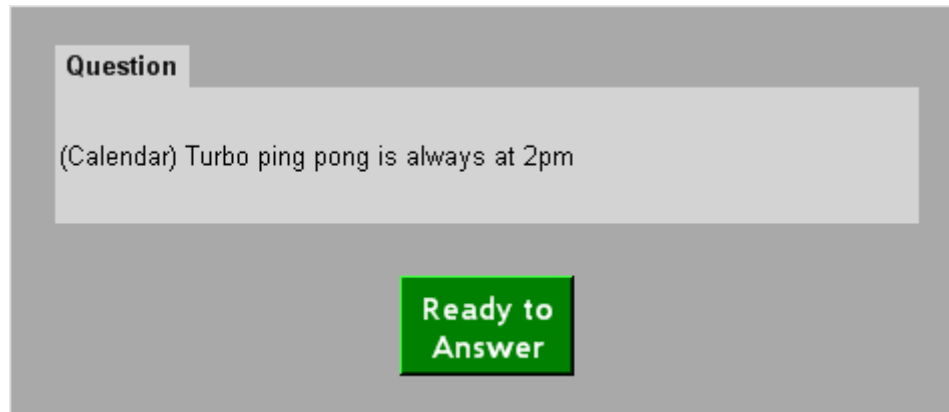 Question
(Calendar) Turbo ping pong is always at 2pm
Ready to
Answer